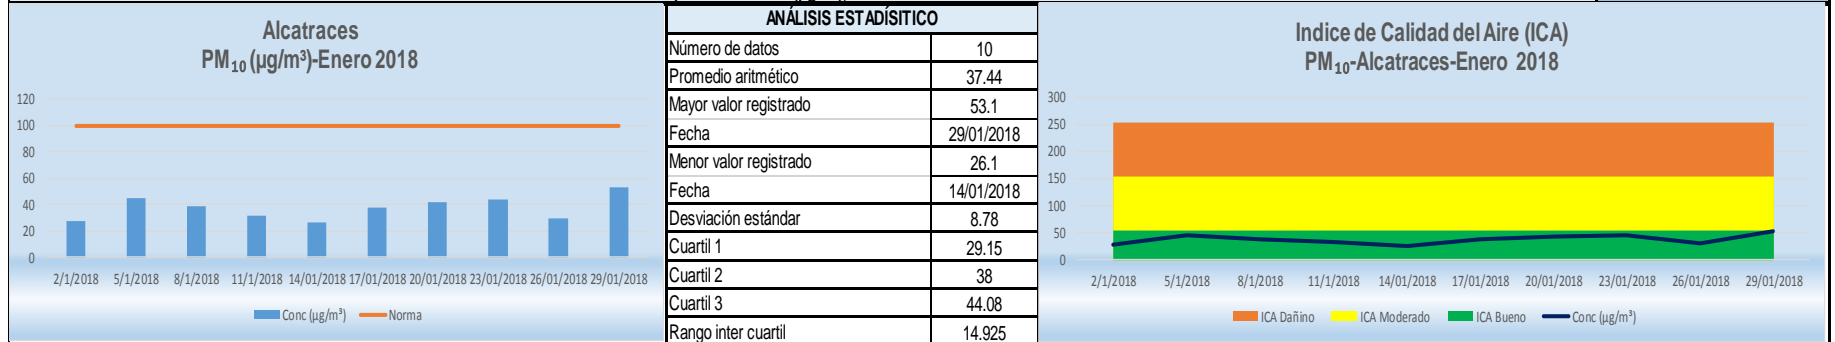 Alcatraces
PM₁₀ (µg/m³)-Enero 2018
120
100
80
60
40
20
0
2/1/2018 5/1/2018 8/1/2018 11/1/2018 14/01/2018 17/01/2018 20/01/2018 23/01/2018 26/01/2018 29/01/2018
Conc (µg/m³) Norma
ANÁLISIS ESTADÍSITICO
Número de datos 10
Promedio aritmético 37.44
Mayor valor registrado 53.1
Fecha 29/01/2018
Menor valor registrado 26.1
Fecha 14/01/2018
Desviación estándar 8.78
Cuartil 1 29.15
Cuartil 2 38
Cuartil 3 44.08
Rango inter cuartil 14.925
Indice de Calidad del Aire (ICA)
PM₁₀-Alcatraces-Enero 2018
300
250
200
150
100
50
0
2/1/2018 5/1/2018 8/1/2018 11/1/2018 14/01/2018 17/01/2018 20/01/2018 23/01/2018 26/01/2018 29/01/2018
ICA Dañino ICA Moderado ICA Bueno Conc (µg/m³)